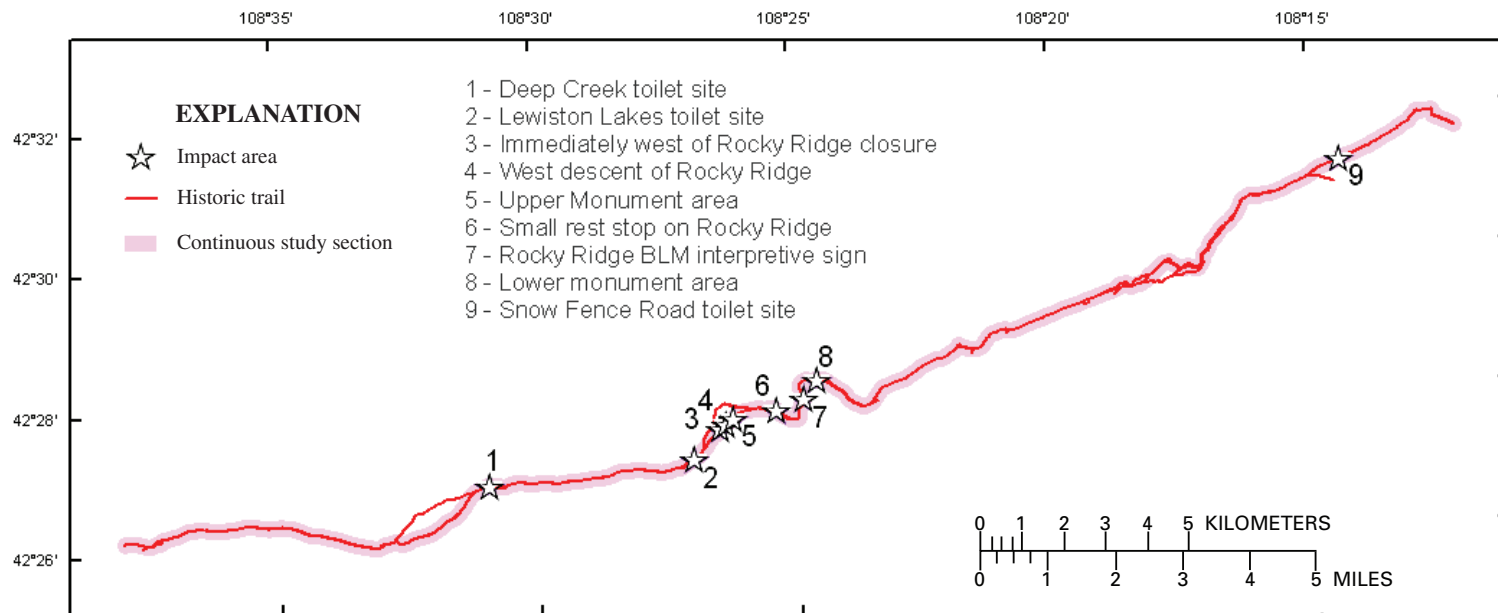 108°35' 108°30' 108°25' 108°20' 108°15'
EXPLANATION
Impact area
Historic trail
Continuous study section
1 - Deep Creek toilet site
2 - Lewiston Lakes toilet site
3 - Immediately west of Rocky Ridge closure
4 - West descent of Rocky Ridge
5 - Upper Monument area
6 - Small rest stop on Rocky Ridge
7 - Rocky Ridge BLM interpretive sign
8 - Lower monument area
9 - Snow Fence Road toilet site
42°32'
42°30'
42°28'
42°26'
9
8
6
4
7
3
5
2
1
0 1 2 3 4 5 KILOMETERS
0 1 2 3 4 5 MILES